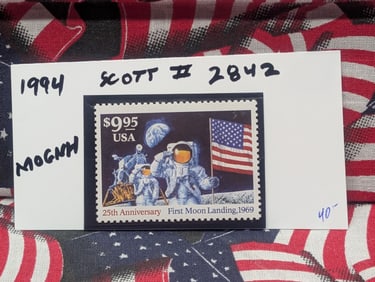 1994 SCOTT # 2842
MOGNH
$9.95
USA
25th Anniversary First Moon Landing, 1969
40-